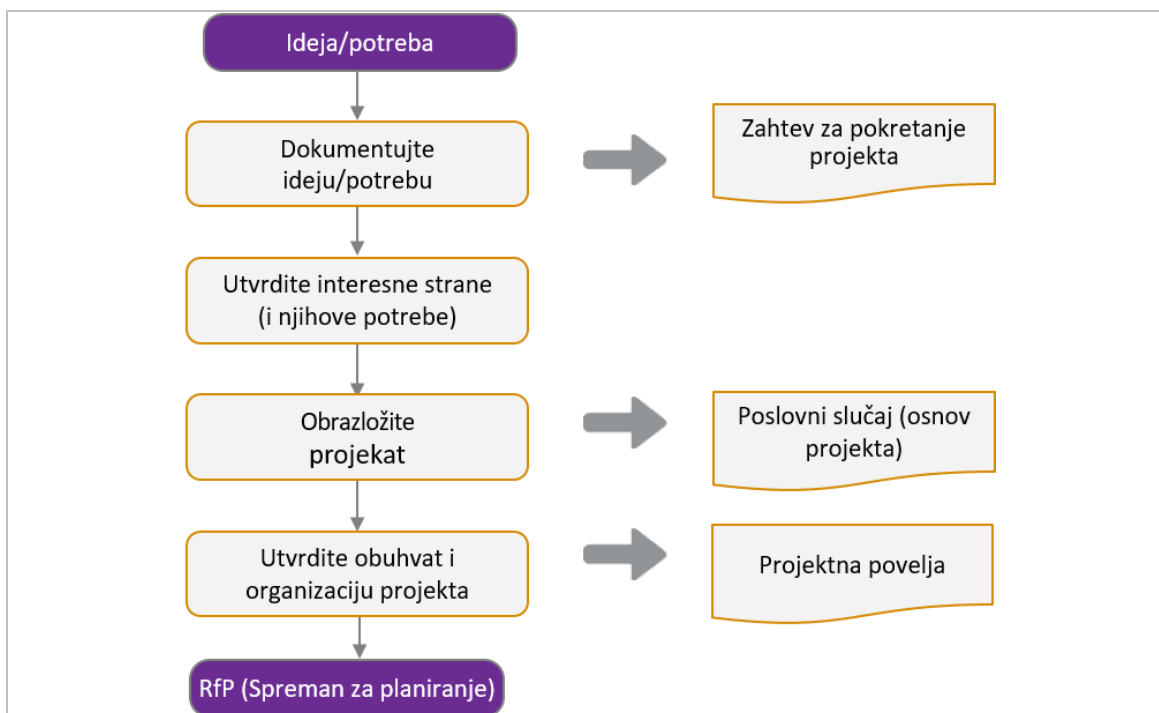 Ideja/potreba
Dokumentujte
ideju/potrebu
Zahtev za pokretanje
projekta
Utvrdite interesne strane
(i njihove potrebe)
Obrazložite
projekat
Poslovni slučaj (osnov
projekta)
Utvrdite obuhvat i
organizaciju projekta
Projektna povelja
RfP (Spreman za planiranje)